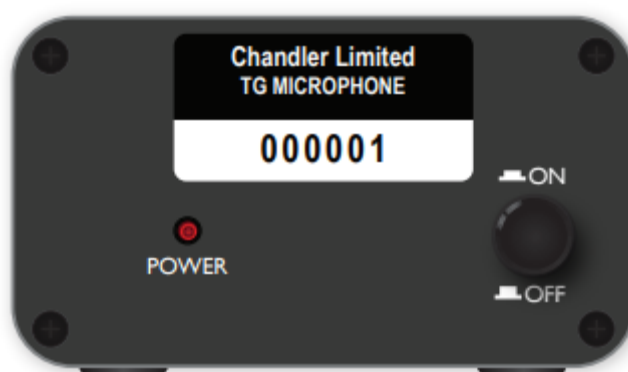 Chandler Limited
TG MICROPHONE
000001
ON
POWER
OFF